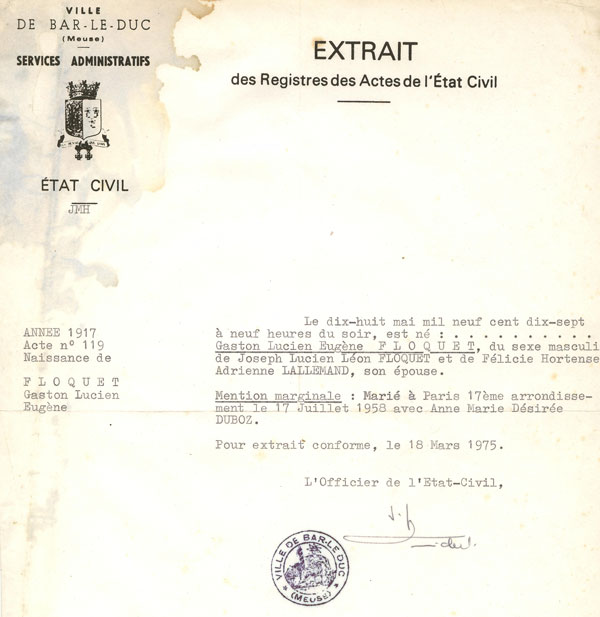 VILLE
DE BAR-LE-DUC
(Meuse)
SERVICES ADMINISTRATIFS
ÉTAT CIVIL
JMH
EXTRAIT
des Registres des Actes de l'État Civil
ANNEE 1917
Acte nº 119
Naissance de
F L O Q U E T
Gaston Lucien
Eugène
Le dix-huit mai mil neuf cent dix-sept
à neuf heures du soir, est né : . . . . . . . . . . .
Gaston Lucien Eugène F L O Q U E T, du sexe masculi
de Joseph Lucien Léon FLOQUET et de Félicie Hortense
Adrienne LALLEMAND, son épouse.
Mention marginale : Marié à Paris 17ème arrondisse-
ment le 17 Juillet 1958 avec Anne Marie Désirée
DUBOZ.
Pour extrait conforme, le 18 Mars 1975.
L'Officier de l'Etat-Civil,
VILLE DE BAR-LE-DUC
(MEUSE)